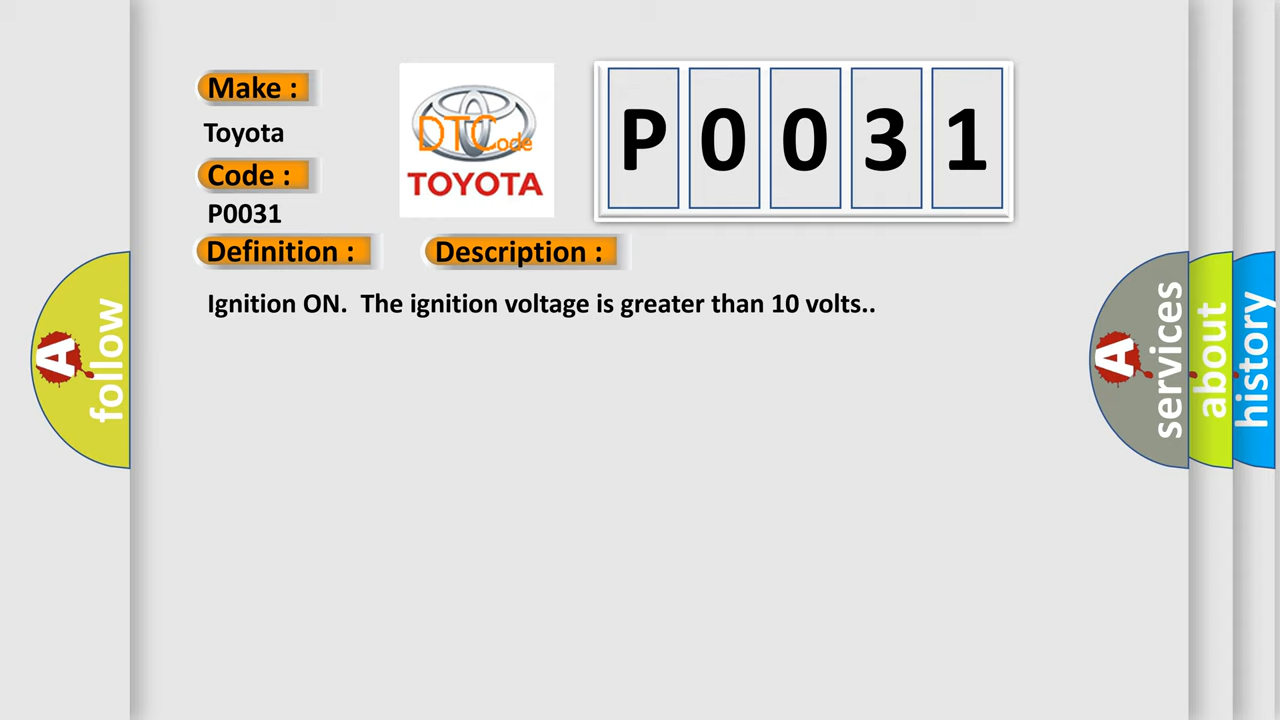 Make :
Toyota
Code :
P0031
Definition :
Description :
Ignition ON. The ignition voltage is greater than 10 volts..
DTCode
TOYOTA
P0031
A
follow
A
services
about
history